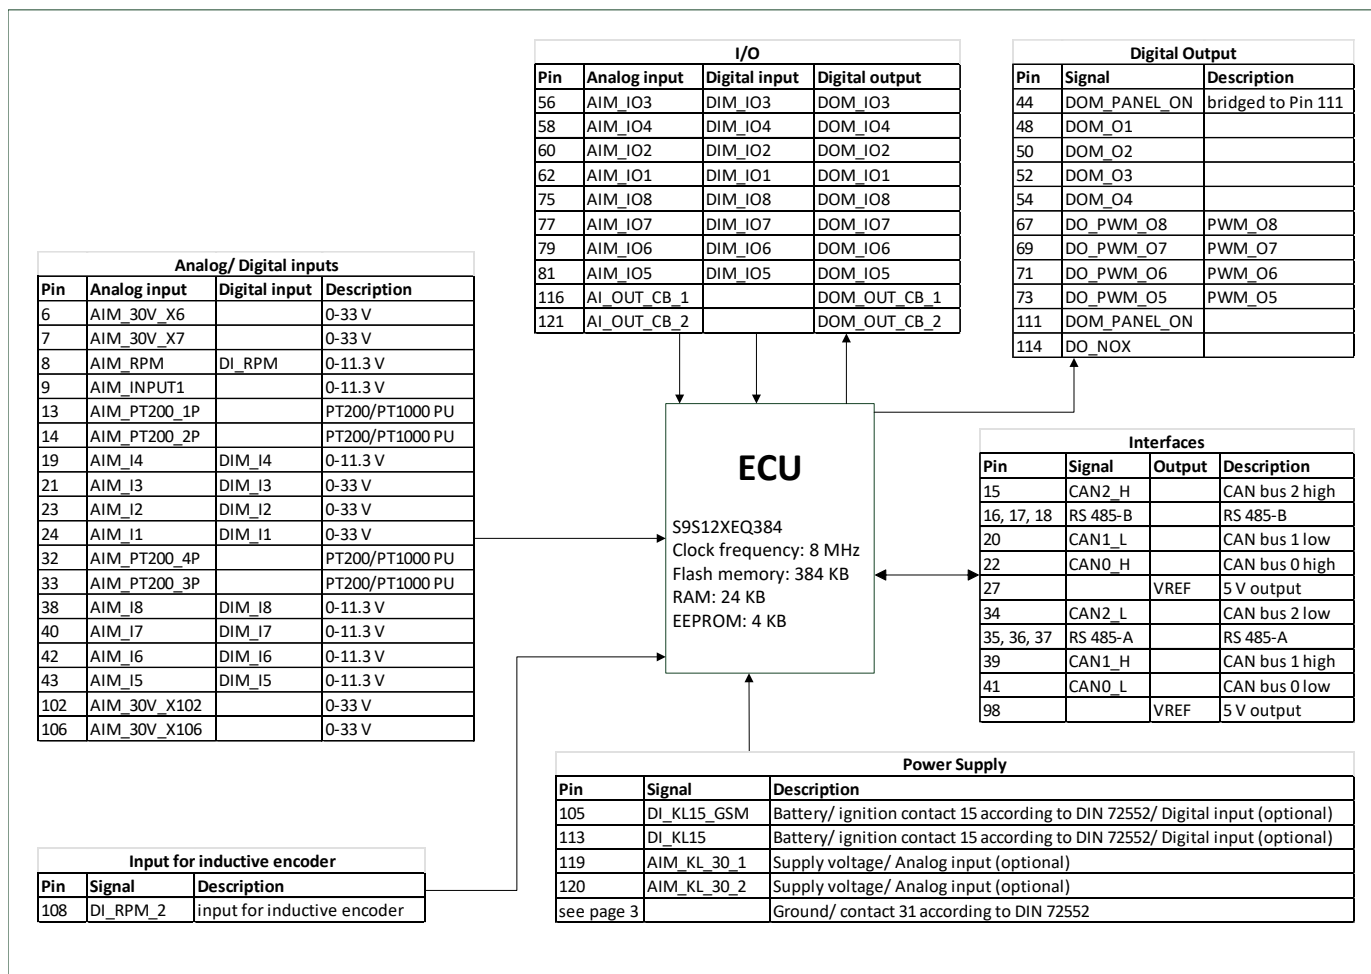 I/O
Pin Analog input Digital input Digital output
56 AIM_IO3 DIM_IO3 DOM_IO3
58 AIM_IO4 DIM_IO4 DOM_IO4
60 AIM_IO2 DIM_IO2 DOM_IO2
62 AIM_IO1 DIM_IO1 DOM_IO1
75 AIM_IO8 DIM_IO8 DOM_IO8
77 AIM_IO7 DIM_IO7 DOM_IO7
79 AIM_IO6 DIM_IO6 DOM_IO6
81 AIM_IO5 DIM_IO5 DOM_IO5
116 AI_OUT_CB_1 DOM_OUT_CB_1
121 AI_OUT_CB_2 DOM_OUT_CB_2
Digital Output
Pin Signal Description
44 DOM_PANEL_ON bridged to Pin 111
48 DOM_O1
50 DOM_O2
52 DOM_O3
54 DOM_O4
67 DO_PWM_O8 PWM_O8
69 DO_PWM_O7 PWM_O7
71 DO_PWM_O6 PWM_O6
73 DO_PWM_O5 PWM_O5
111 DOM_PANEL_ON
114 DO_NOX
Analog/ Digital inputs
Pin Analog input Digital input Description
6 AIM_30V_X6 0-33 V
7 AIM_30V_X7 0-33 V
8 AIM_RPM DI_RPM 0-11.3 V
9 AIM_INPUT1 0-11.3 V
13 AIM_PT200_1P PT200/PT1000 PU
14 AIM_PT200_2P PT200/PT1000 PU
19 AIM_I4 DIM_I4 0-11.3 V
21 AIM_I3 DIM_I3 0-33 V
23 AIM_I2 DIM_I2 0-33 V
24 AIM_I1 DIM_I1 0-33 V
32 AIM_PT200_4P PT200/PT1000 PU
33 AIM_PT200_3P PT200/PT1000 PU
38 AIM_I8 DIM_I8 0-11.3 V
40 AIM_I7 DIM_I7 0-11.3 V
42 AIM_I6 DIM_I6 0-11.3 V
43 AIM_I5 DIM_I5 0-11.3 V
102 AIM_30V_X102 0-33 V
106 AIM_30V_X106 0-33 V
ECU
S9S12XEQ384
Clock frequency: 8 MHz
Flash memory: 384 KB
RAM: 24 KB
EEPROM: 4 KB
Interfaces
Pin Signal Output Description
15 CAN2_H CAN bus 2 high
16, 17, 18 RS 485-B RS 485-B
20 CAN1_L CAN bus 1 low
22 CAN0_H CAN bus 0 high
27 VREF 5 V output
34 CAN2_L CAN bus 2 low
35, 36, 37 RS 485-A RS 485-A
39 CAN1_H CAN bus 1 high
41 CAN0_L CAN bus 0 low
98 VREF 5 V output
Power Supply
Pin Signal Description
105 DI_KL15_GSM Battery/ ignition contact 15 according to DIN 72552/ Digital input (optional)
113 DI_KL15 Battery/ ignition contact 15 according to DIN 72552/ Digital input (optional)
119 AIM_KL_30_1 Supply voltage/ Analog input (optional)
120 AIM_KL_30_2 Supply voltage/ Analog input (optional)
see page 3 Ground/ contact 31 according to DIN 72552
Input for inductive encoder
Pin Signal Description
108 DI_RPM_2 input for inductive encoder